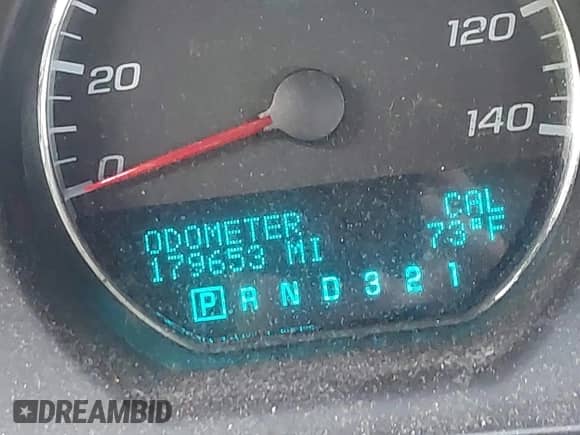 120
20
140
0
ODOMETER CAL
179653 MI 73°F
P R N D 3 2 1
DREAMBID